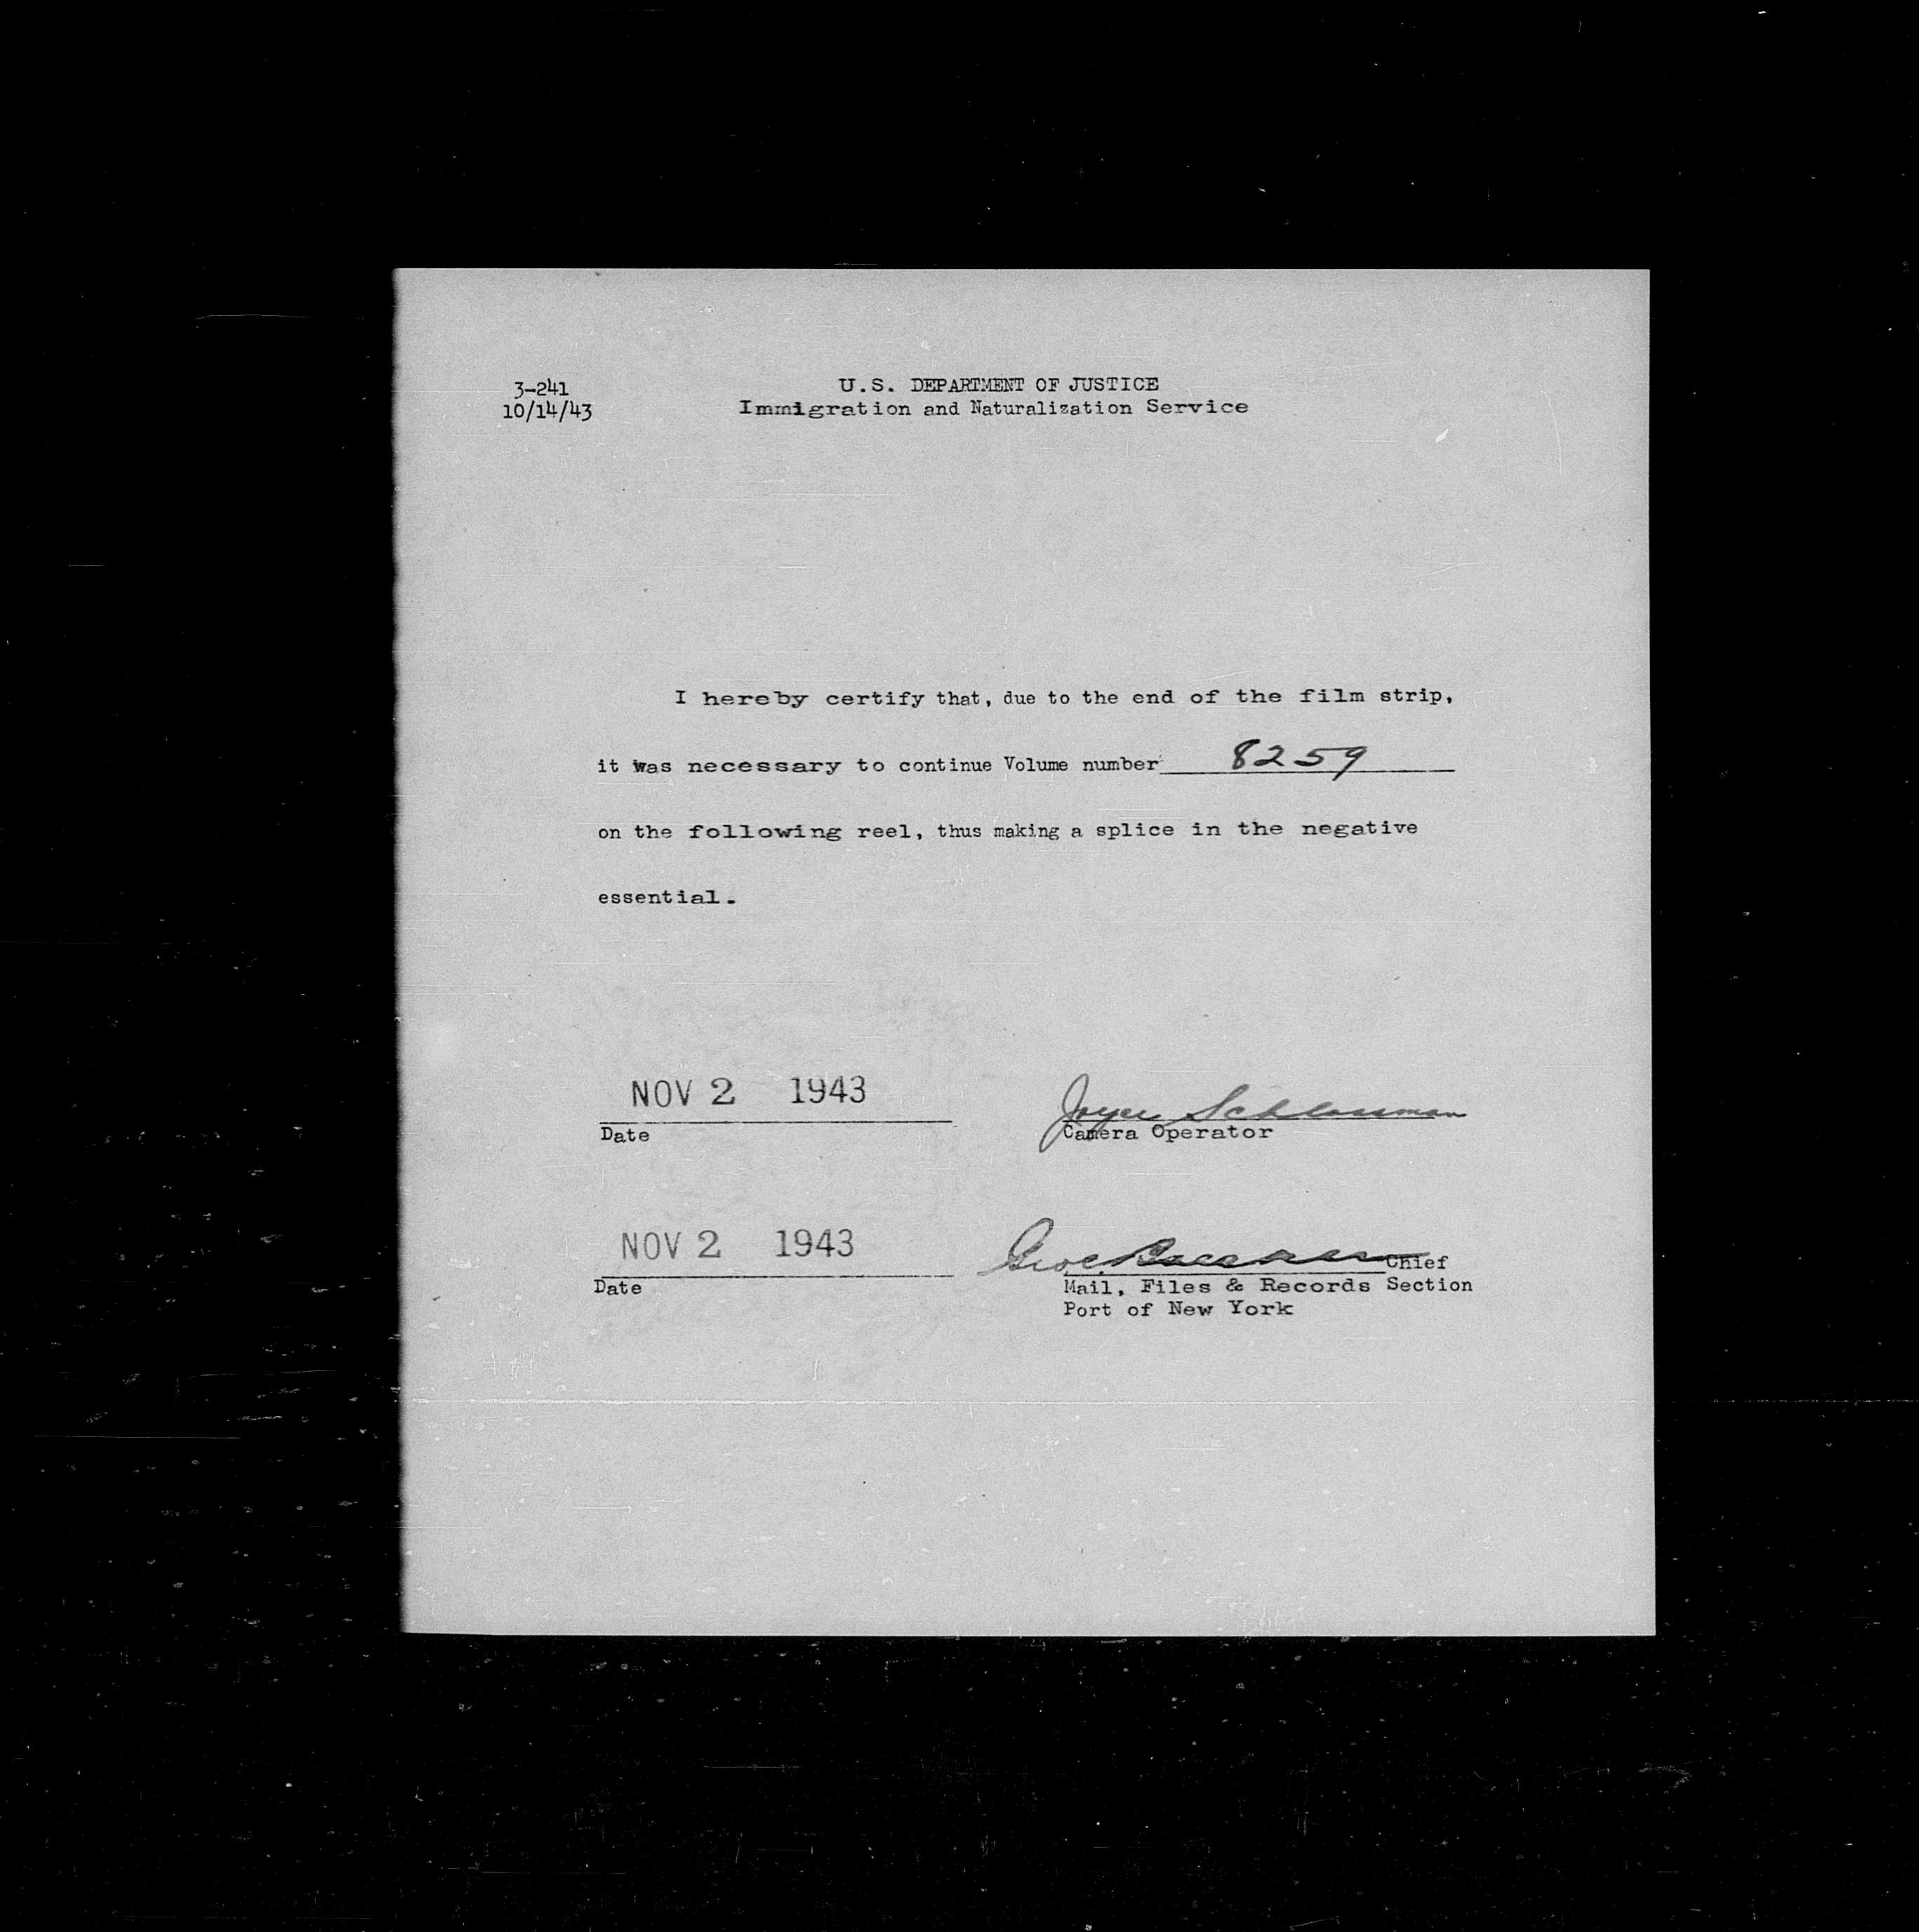 3-241
10/14/43
U.S. DEPARTMENT OF JUSTICE
Immigration and Naturalization Service
I hereby certify that, due to the end of the film strip,
it was necessary to continue Volume number 8259
on the following reel, thus making a splice in the negative
essential.
NOV 2 1943
Date
Joyce Schlossman
Camera Operator
NOV 2 1943
Date
Chief
Mail, Files & Records Section
Port of New York